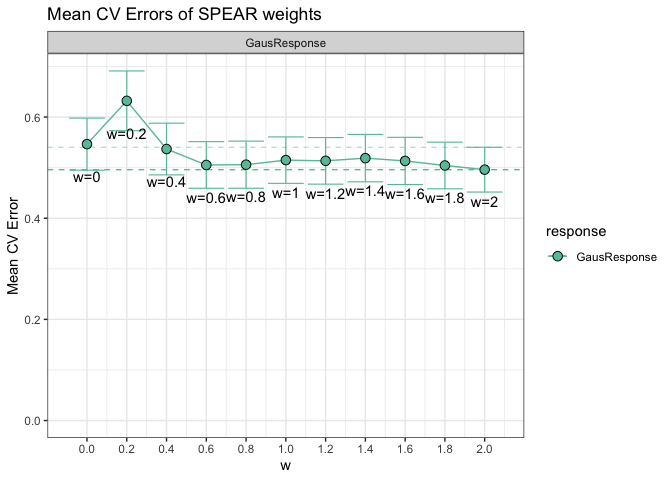 Mean CV Errors of SPEAR weights
GausResponse
Mean CV Error
0.6
0.4
0.2
0.0
w=0
w=0.2
w=0.4
w=0.6
w=0.8
w=1
w=1.2
w=1.4
w=1.6
w=1.8
w=2
0.0 0.2 0.4 0.6 0.8 1.0 1.2 1.4 1.6 1.8 2.0
w
response
GausResponse